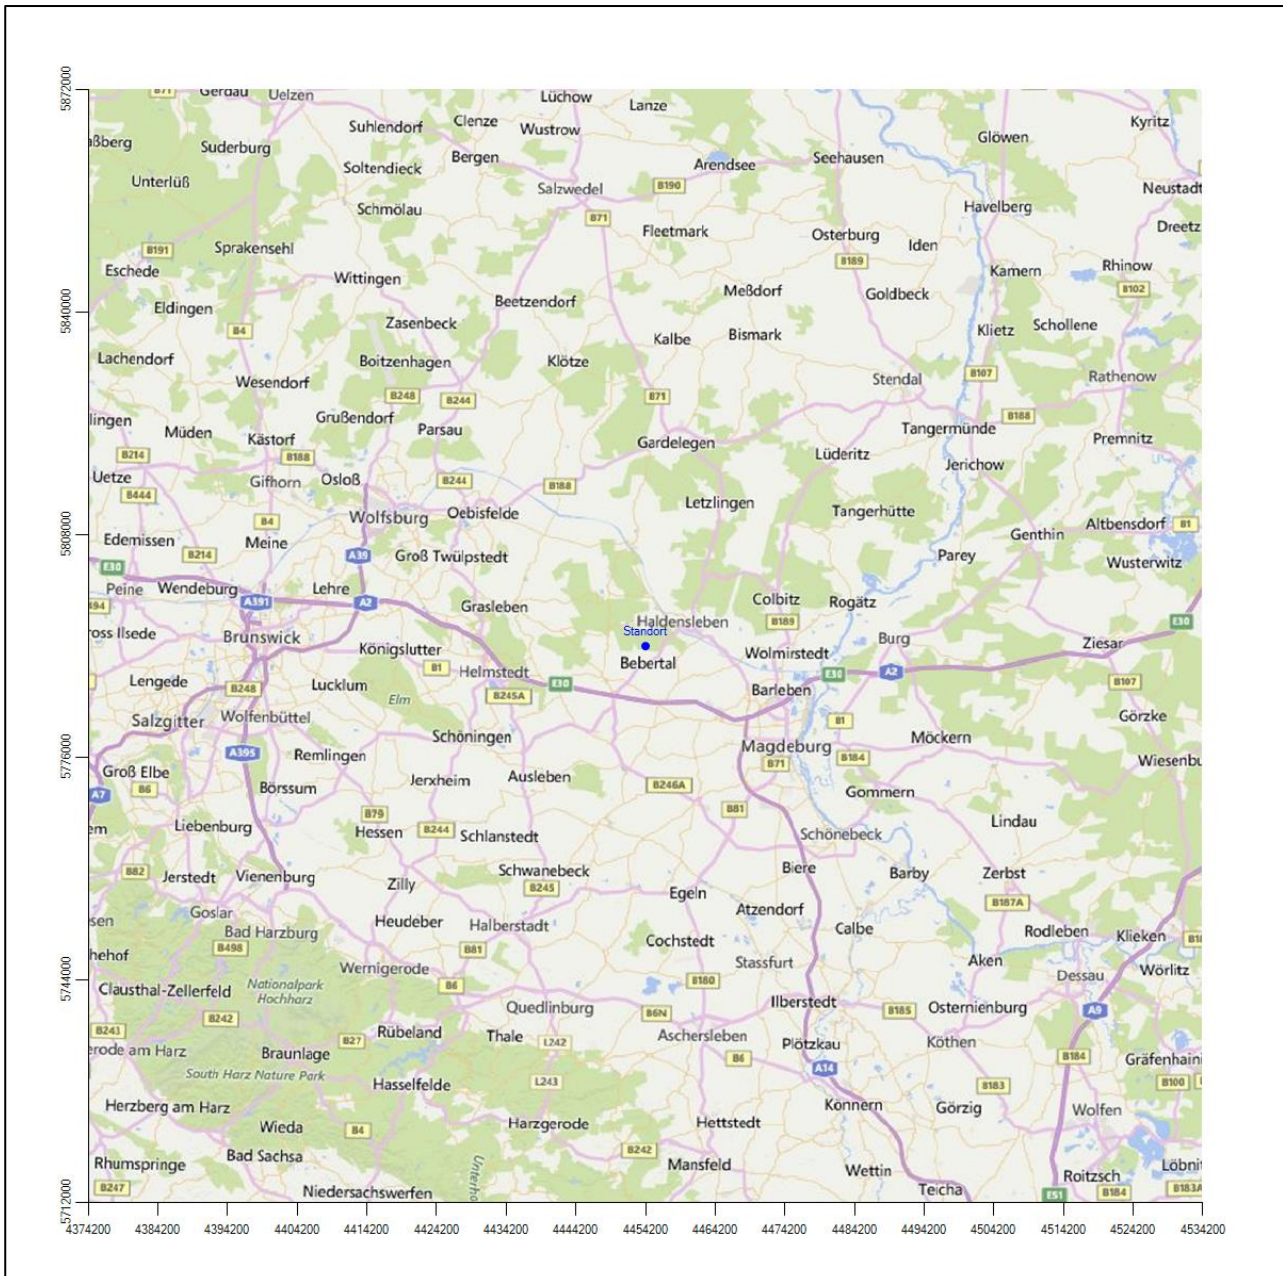 5872000
B71
Gerdau
Uelzen
Lüchow
Lanze
Kyritz
Suhlendorf
Clenze
Wustrow
Glöwen
Suderburg
Soltendieck
Bergen
Arendsee
Seehausen
Unterlüß
Salzwedel
B190
Neustadt
Schmölau
B71
Havelberg
Fleetmark
Osterburg
Dreetz
B191
Sprakensehl
Iden
B189
Eschede
Wittingen
Kamern
Rhinow
Eldingen
Beetzendorf
Meßdorf
Goldbeck
B102
5840000
B4
Zasenbeck
Kalbe
Bismark
Klietz
Schollene
Lachendorf
Boitzenhagen
Klötze
Wesendorf
Stendal
B107
Rathenow
B248
B244
B71
lingen
Müden
Grußendorf
Parsau
Tangermünde
B188
Kästorf
Gardelegen
Premnitz
B214
B188
Lüderitz
Jerichow
Uetze
Gifhorn
Osloß
B244
B188
B444
Letzlingen
B4
Wolfsburg
Oebisfelde
Tangerhütte
Altbensdorf
B1
5808000
Edemissen
Meine
Genthin
B214
A39
Groß Twülpstedt
Parey
Wusterwitz
E30
Peine
Wendeburg
Lehre
A391
A2
Grasleben
Colbitz
Rogätz
494
Haldensleben
B189
E30
ross Ilsede
Brunswick
Standort
Burg
Ziesar
Königslutter
Bebertal
Wolmirstedt
B1
Helmstedt
E30
A2
Lengede
B248
Lucklum
E30
Barleben
B107
Elm
B245A
Salzgitter
Wolfenbüttel
B1
Görzke
Schöningen
Magdeburg
Möckern
5776000
A395
Remlingen
B71
B184
Groß Elbe
Jerxheim
Ausleben
Wiesenbu
B6
Börssum
B246A
Gommern
A7
B79
B81
em
Liebenburg
Hessen
B244
Schlanstedt
Schönebeck
Lindau
B82
Jerstedt
Vienenburg
Schwanebeck
Biere
Barby
Zerbst
Zilly
B245
Egeln
B187A
Goslar
Atzendorf
sen
Bad Harzburg
Heudeber
Halberstadt
Calbe
Rodleben
Klieken
B498
B81
Cochstedt
hehof
Wernigerode
Stassfurt
Aken
Wörlitz
5744000
Nationalpark
Hochharz
B6
B180
Dessau
Clausthal-Zellerfeld
Quedlinburg
Ilberstedt
B185
Osternienburg
A9
B242
B6N
B243
Rübeland
Thale
Aschersleben
Plötzkau
Köthen
erode am Harz
B27
L242
Braunlage
B6
B184
Gräfenhaini
South Harz Nature Park
Hasselfelde
L243
A14
B183
B100
Herzberg am Harz
Könnern
Görzig
Wolfen
Wieda
B4
Harzgerode
Hettstedt
Bad Sachsa
B242
Rhumspringe
Mansfeld
Wettin
Roitzsch
Löbni
B247
Niedersachswerfen
Unterha
Teicha
E51
B184
B183A
5712000
4374200 4384200 4394200 4404200 4414200 4424200 4434200 4444200 4454200 4464200 4474200 4484200 4494200 4504200 4514200 4524200 4534200